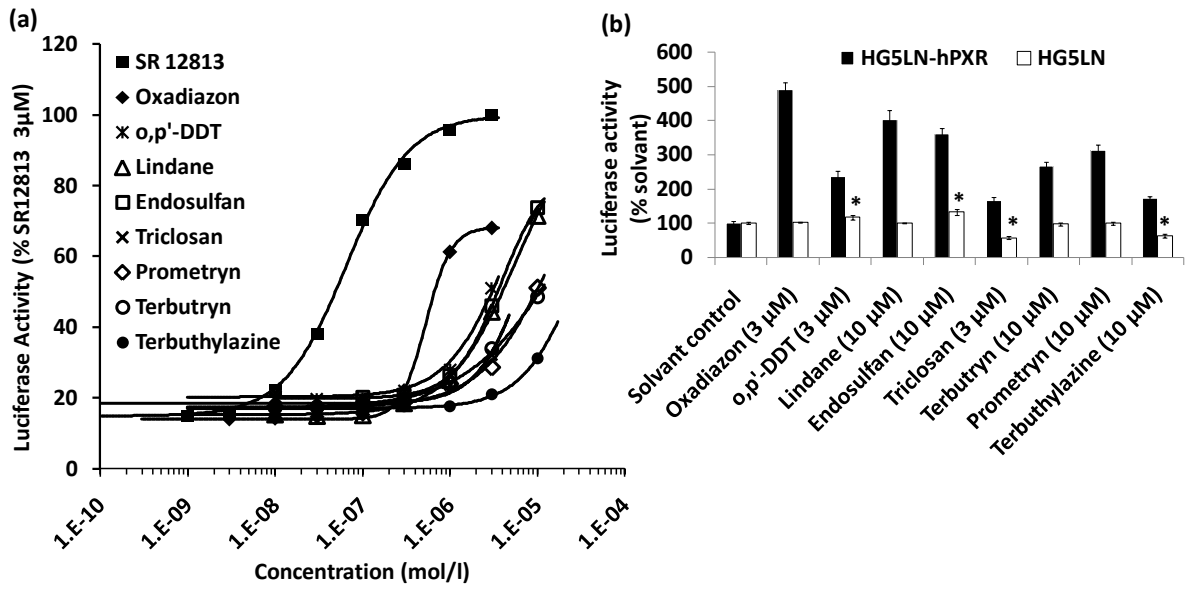 (a)
Luciferase Activity (% SR12813 3µM)
120
100
80
60
40
20
0
SR 12813
Oxadiazon
o,p'-DDT
Lindane
Endosulfan
Triclosan
Prometryn
Terbutryn
Terbuthylazine
1.E-10
1.E-09
1.E-08
1.E-07
1.E-06
1.E-05
1.E-04
Concentration (mol/l)
(b)
Luciferase activity
(% solvant)
600
500
400
300
200
100
0
HG5LN-hPXR
HG5LN
*
*
*
*
Solvant control
Oxadiazon (3 µM)
o,p'-DDT (3 µM)
Lindane (10 µM)
Endosulfan (10 µM)
Triclosan (3 µM)
Terbutryn (10 µM)
Prometryn (10 µM)
Terbuthylazine (10 µM)